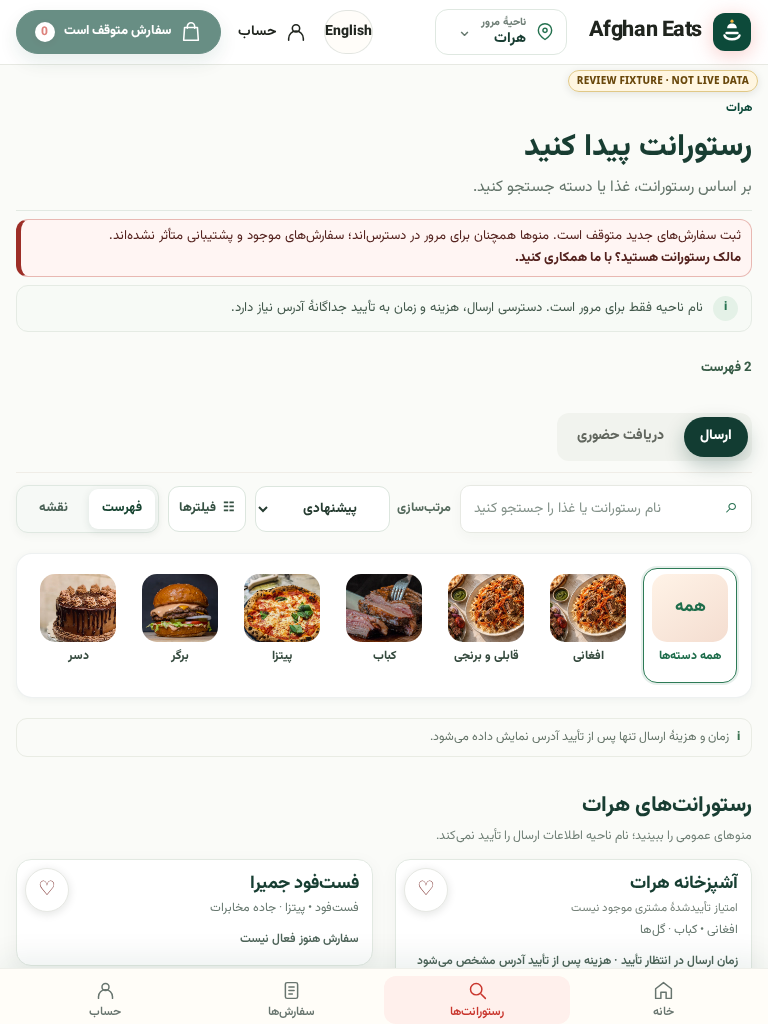 Afghan Eats
ناحیهٔ مرور
هرات
English
حساب
سفارش متوقف است
0
REVIEW FIXTURE · NOT LIVE DATA
هرات
رستورانت پیدا کنید
بر اساس رستورانت، غذا یا دسته جستجو کنید.
ثبت سفارش‌های جدید متوقف است. منوها همچنان برای مرور در دسترس‌اند؛ سفارش‌های موجود و پشتیبانی متأثر نشده‌اند.
مالک رستورانت هستید؟ با ما همکاری کنید.
i
نام ناحیه فقط برای مرور است. دسترسی ارسال، هزینه و زمان به تأیید جداگانهٔ آدرس نیاز دارد.
2 فهرست
ارسال
دریافت حضوری
نام رستورانت یا غذا را جستجو کنید
مرتب‌سازی
پیشنهادی
فیلترها
فهرست
نقشه
همه
همه دسته‌ها
افغانی
قابلی و برنجی
کباب
پیتزا
برگر
دسر
i زمان و هزینهٔ ارسال تنها پس از تأیید آدرس نمایش داده می‌شود.
رستورانت‌های هرات
منوهای عمومی را ببینید؛ نام ناحیه اطلاعات ارسال را تأیید نمی‌کند.
آشپزخانه هرات
امتیاز تأییدشدهٔ مشتری موجود نیست
افغانی • کباب · گل‌ها
زمان ارسال در انتظار تأیید · هزینه پس از تأیید آدرس مشخص می‌شود
فست‌فود جمیرا
فست‌فود • پیتزا · جاده مخابرات
سفارش هنوز فعال نیست
خانه
رستورانت‌ها
سفارش‌ها
حساب